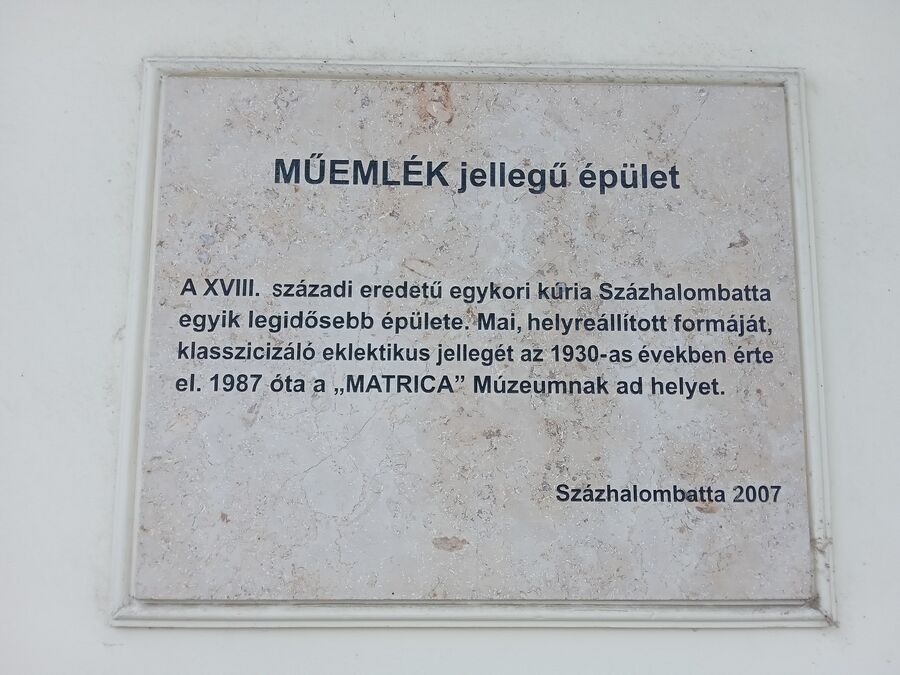 MŰEMLÉK jellegű épület
A XVIII. századi eredetű egykori kúria Százhalombatta
egyik legidősebb épülete. Mai, helyreállított formáját,
klasszicizáló eklektikus jellegét az 1930-as években érte
el. 1987 óta a „MATRICA” Múzeumnak ad helyet.
Százhalombatta 2007